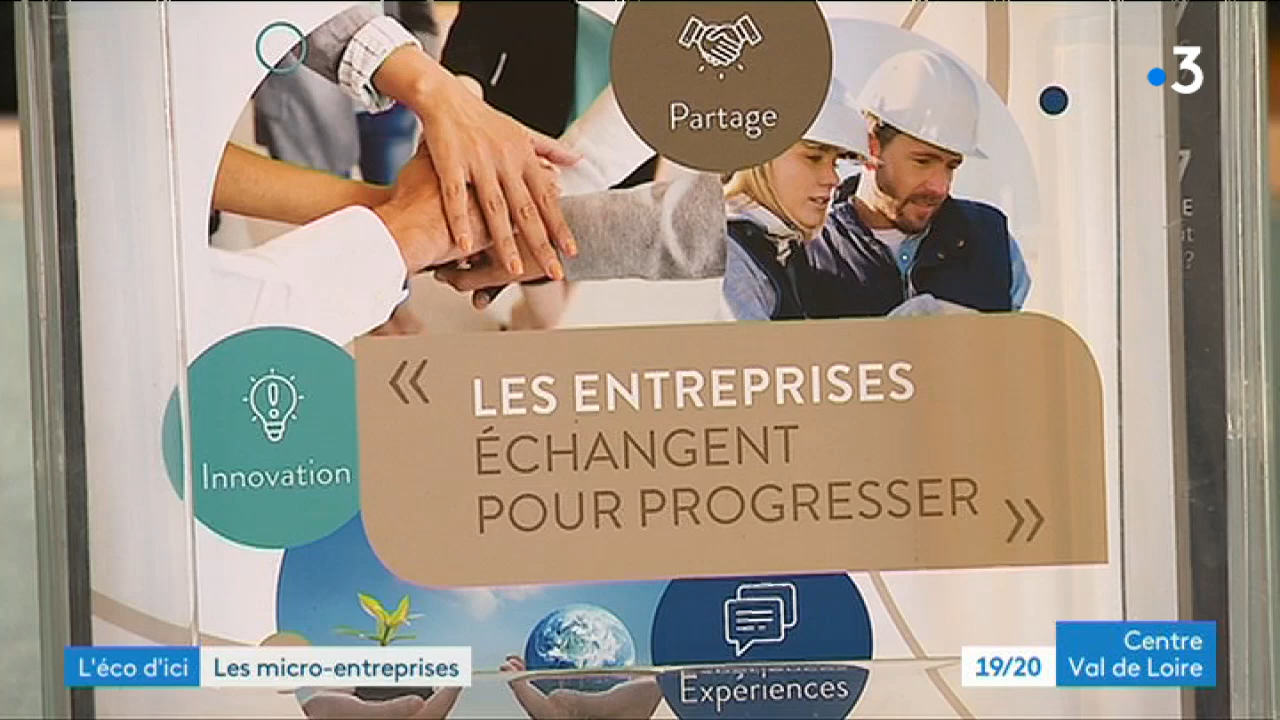 3
Partage
Innovation
«
LES ENTREPRISES
ÉCHANGENT
POUR PROGRESSER
»
Expériences
L'éco d'ici
Les micro-entreprises
19/20
Centre
Val de Loire